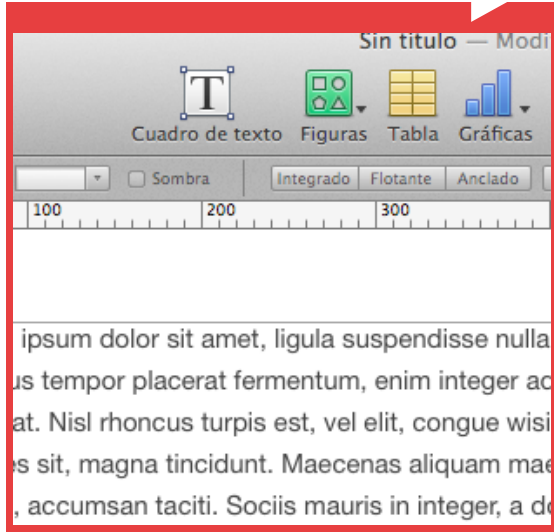 Sin título — Modi
T
Cuadro de texto Figuras Tabla Gráficas
Sombra Integrado Flotante Anclado
100 200 300
ipsum dolor sit amet, ligula suspendisse nulla
us tempor placerat fermentum, enim integer ad
at. Nisl rhoncus turpis est, vel elit, congue wisi
es sit, magna tincidunt. Maecenas aliquam mae
, accumsan taciti. Sociis mauris in integer, a do